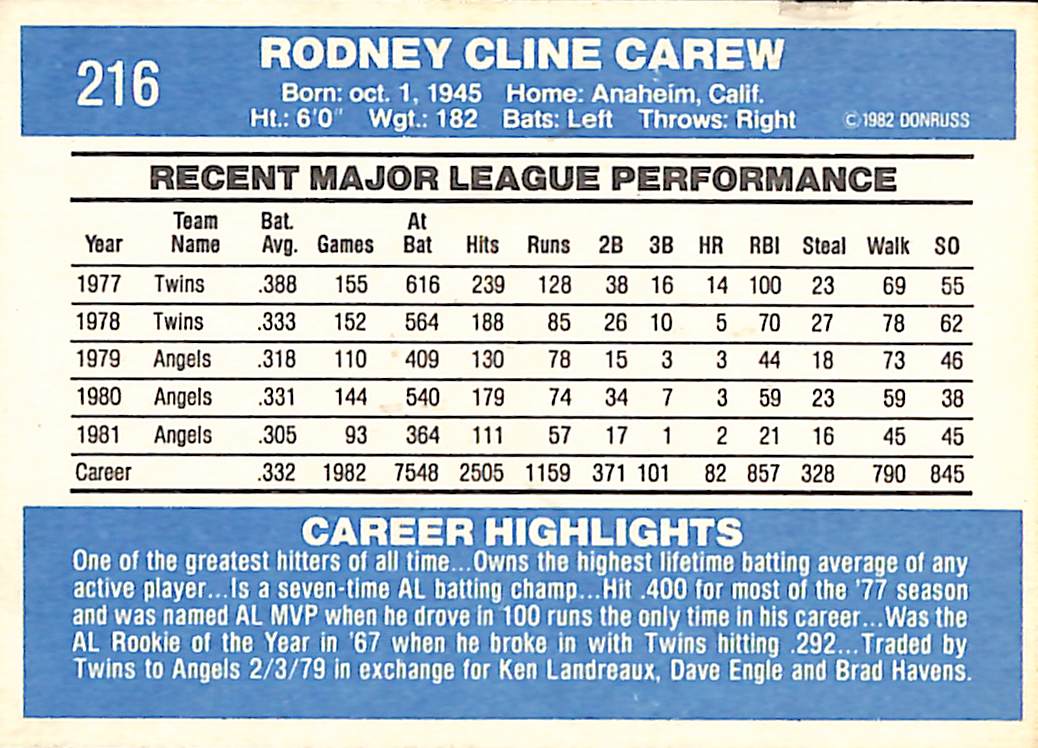 216
RODNEY CLINE CAREW
Born: oct. 1, 1945 Home: Anaheim, Calif.
Ht.: 6'0" Wgt.: 182 Bats: Left Throws: Right
©1982 DONRUSS
RECENT MAJOR LEAGUE PERFORMANCE
Year Team Name Bat. Avg. Games At Bat Hits Runs 2B 3B HR RBI Steal Walk SO
1977 Twins .388 155 616 239 128 38 16 14 100 23 69 55
1978 Twins .333 152 564 188 85 26 10 5 70 27 78 62
1979 Angels .318 110 409 130 78 15 3 3 44 18 73 46
1980 Angels .331 144 540 179 74 34 7 3 59 23 59 38
1981 Angels .305 93 364 111 57 17 1 2 21 16 45 45
Career .332 1982 7548 2505 1159 371 101 82 857 328 790 845
CAREER HIGHLIGHTS
One of the greatest hitters of all time...Owns the highest lifetime batting average of any
active player...Is a seven-time AL batting champ...Hit .400 for most of the '77 season
and was named AL MVP when he drove in 100 runs the only time in his career...Was the
AL Rookie of the Year in '67 when he broke in with Twins hitting .292...Traded by
Twins to Angels 2/3/79 in exchange for Ken Landreaux, Dave Engle and Brad Havens.